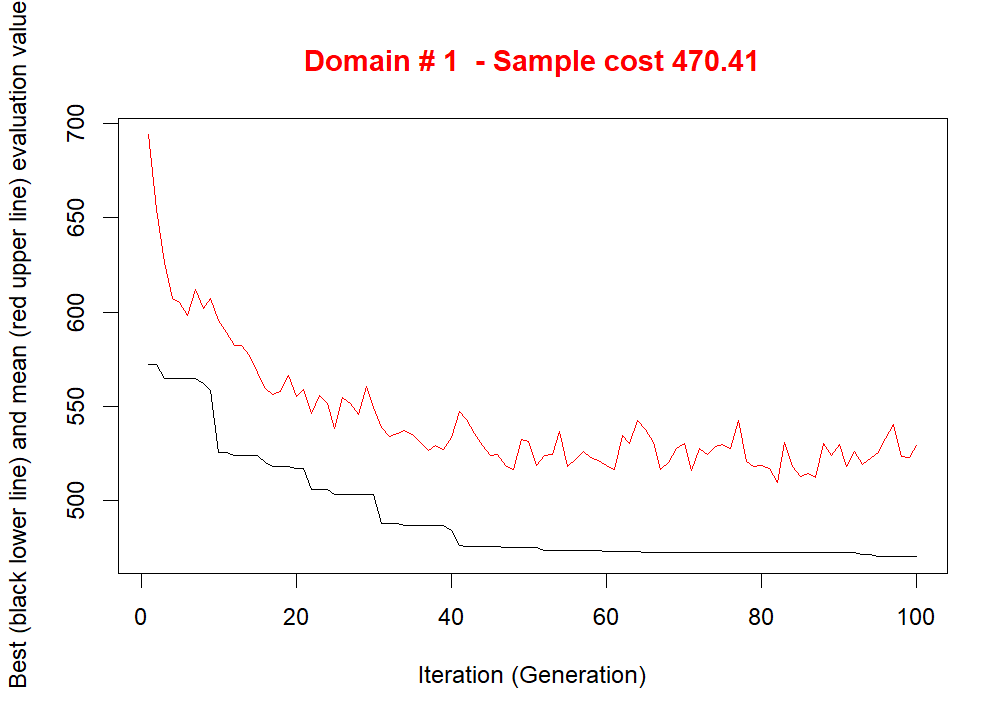 Domain # 1  - Sample cost 470.41
Best (black lower line) and mean (red upper line) evaluation value
700
650
600
550
500
0 20 40 60 80 100
Iteration (Generation)